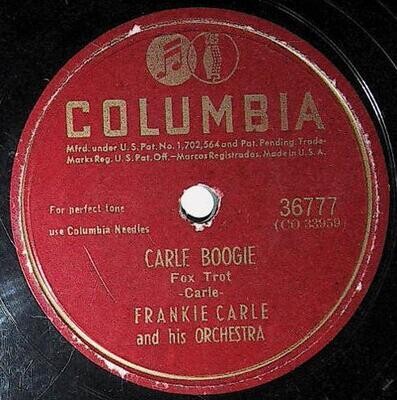 COLUMBIA
Mfrd. under U.S. Pat. No. 1,702,564 and Pat. Pending. Trade-
Marks Reg. U.S. Pat. Off.—Marcas Registradas. Made in U.S.A.
For perfect tone
use Columbia Needles
36777
(CO 33959)
CARLE BOOGIE
Fox Trot
-Carle-
FRANKIE CARLE
and his ORCHESTRA